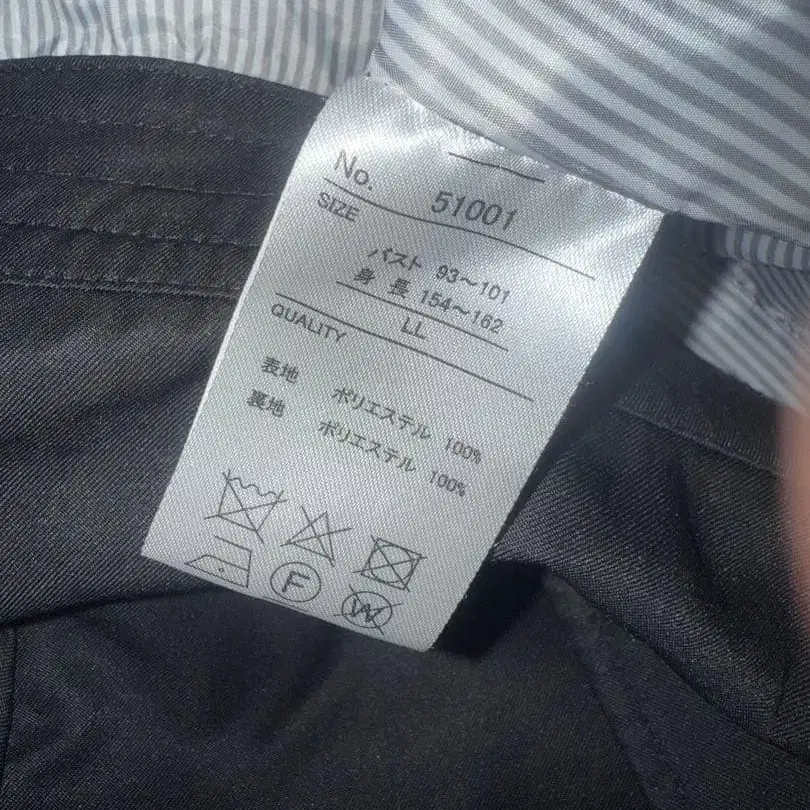 No. 51001
SIZE
バスト 93~101
身長 154~162
LL
QUALITY
表地 ポリエステル 100%
裏地 ポリエステル 100%
F
W